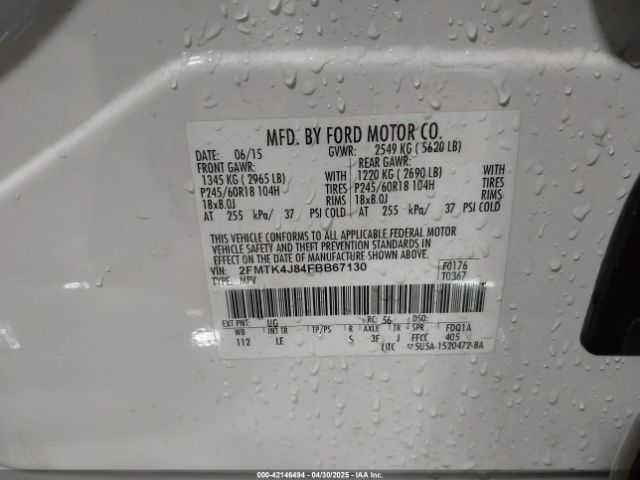 MFD. BY FORD MOTOR CO.
DATE: 06/15 GVWR: 2549 KG ( 5620 LB)
FRONT GAWR: REAR GAWR:
1345 KG ( 2965 LB) WITH 1220 KG ( 2690 LB) WITH
P245/60R18 104H TIRES P245/60R18 104H TIRES
18x8.0J RIMS 18x8.0J RIMS
AT 255 kPa/ 37 PSI COLD AT 255 kPa/ 37 PSI COLD
THIS VEHICLE CONFORMS TO ALL APPLICABLE FEDERAL MOTOR
VEHICLE SAFETY AND THEFT PREVENTION STANDARDS
IN EFFECT ON THE DATE OF MANUFACTURE SHOWN ABOVE.
VIN: 2FMTK4J84FBB67130 F0176
TYPE: MPV T0367
EXT PNT: UG RC: 56 DSO:
WB INT TR TP/PS R AXLE TR SPR FDQ1A
112 LE S 3F J FFCC 405
UTC 5U5A-1520472-BA
000-42146494 - 04/30/2025 - IAAI.com